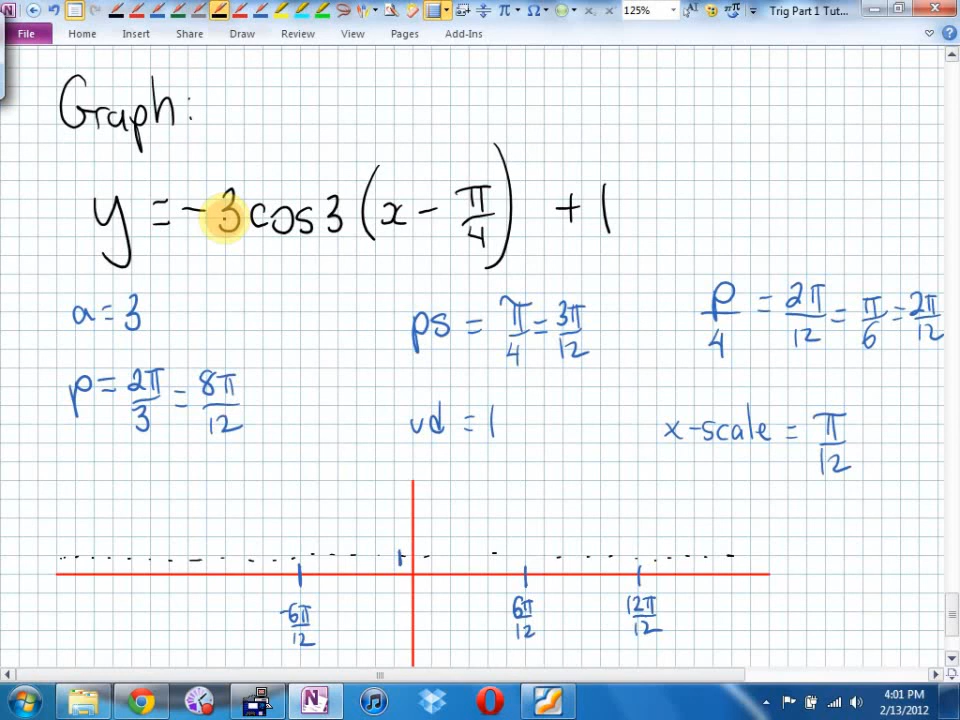 125%
Trig Part 1 Tut...
File Home Insert Share Draw Review View Pages Add-Ins
Graph:
y = -3cos3(x - π/4) + 1
a = 3
ps = π/4 = 3π/12
p/4 = 2π/12 = π/6 = 2π/12
p = 2π/3 = 8π/12
vd = 1
x-scale = π/12
1
-6π/12
6π/12
12π/12
4:01 PM
2/13/2012